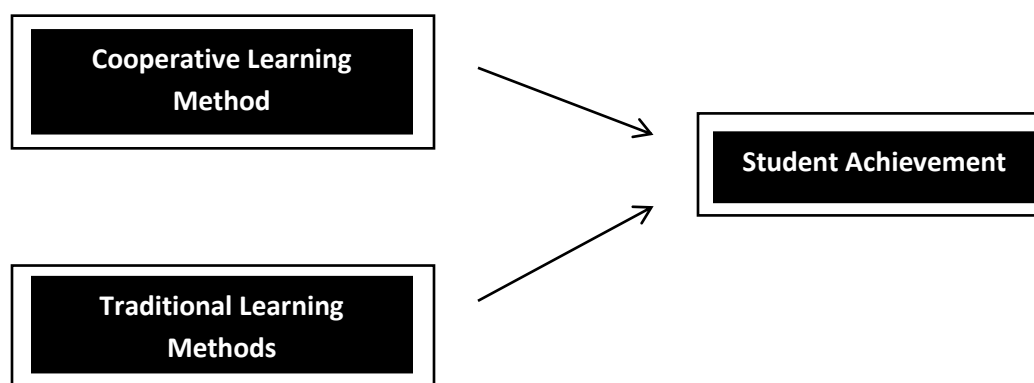 Cooperative Learning
Method
Student Achievement
Traditional Learning
Methods